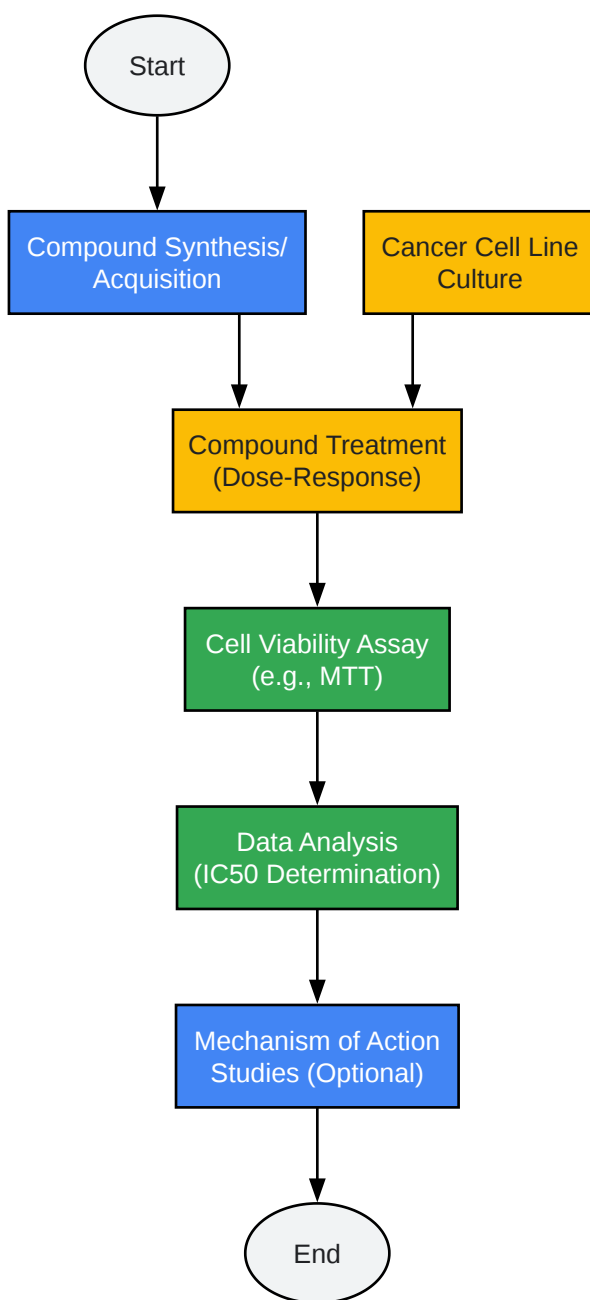 Start
Compound Synthesis/
Acquisition
Cancer Cell Line
Culture
Compound Treatment
(Dose-Response)
Cell Viability Assay
(e.g., MTT)
Data Analysis
(IC50 Determination)
Mechanism of Action
Studies (Optional)
End